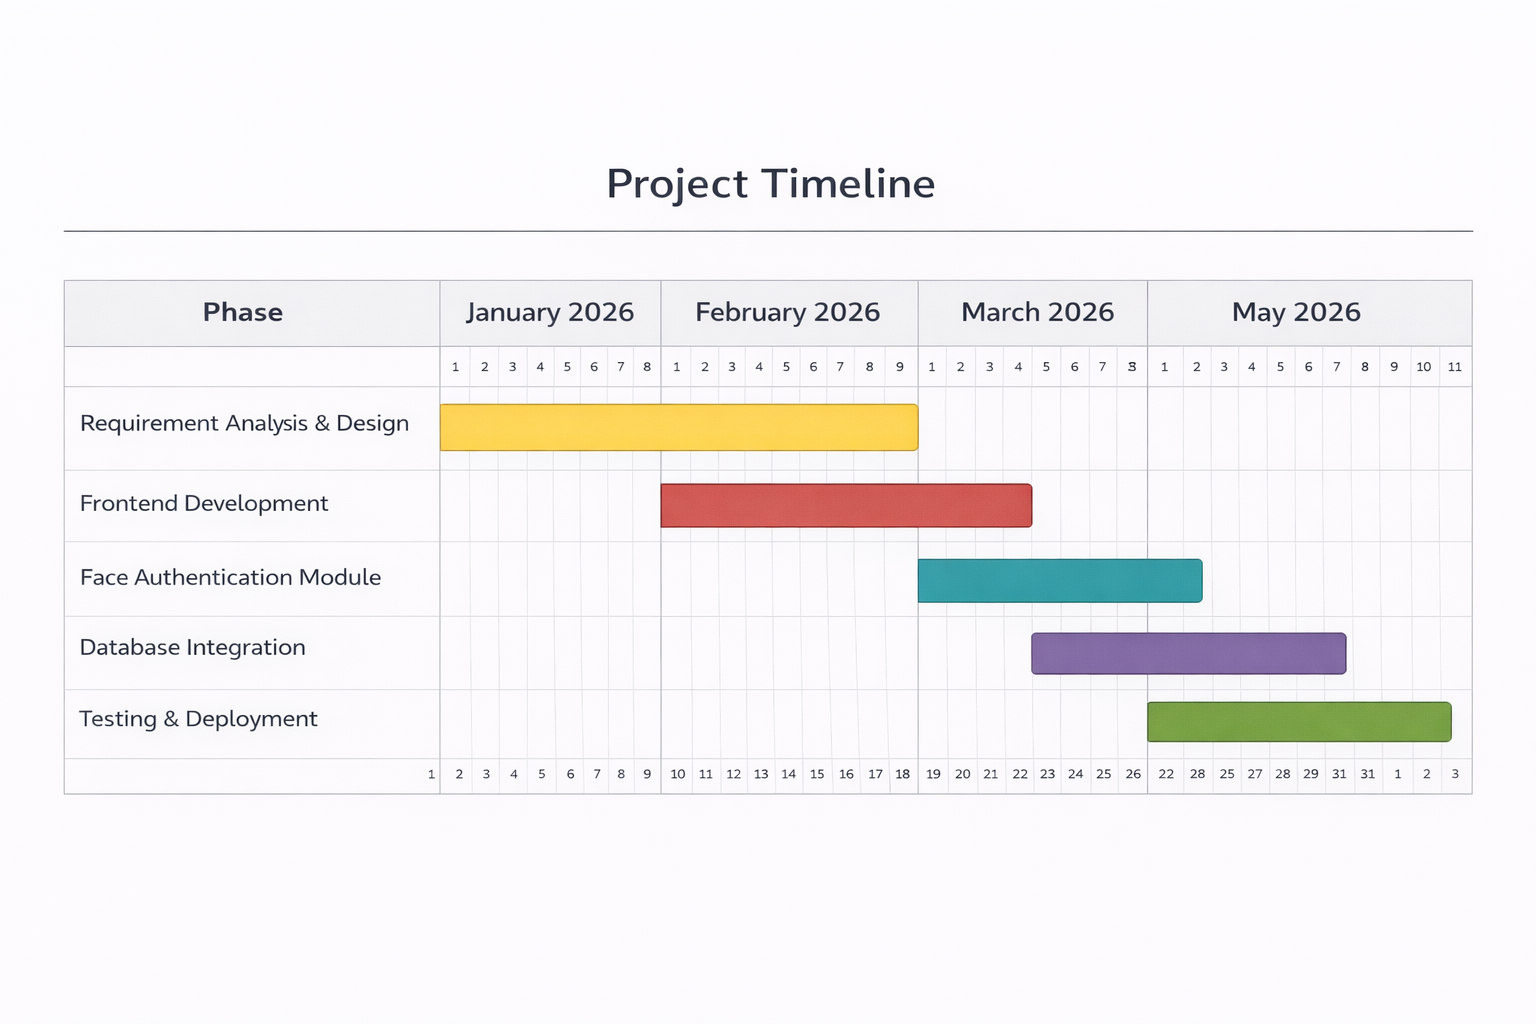 Project Timeline
Phase January 2026 February 2026 March 2026 May 2026
1 2 3 4 5 6 7 8 1 2 3 4 5 6 7 8 9 1 2 3 4 5 6 7 3 1 2 3 4 5 6 7 8 9 10 11
Requirement Analysis & Design
Frontend Development
Face Authentication Module
Database Integration
Testing & Deployment
1 2 3 4 5 6 7 8 9 10 11 12 13 14 15 16 17 18 19 20 21 22 23 24 25 26 22 28 25 27 28 29 31 31 1 2 3